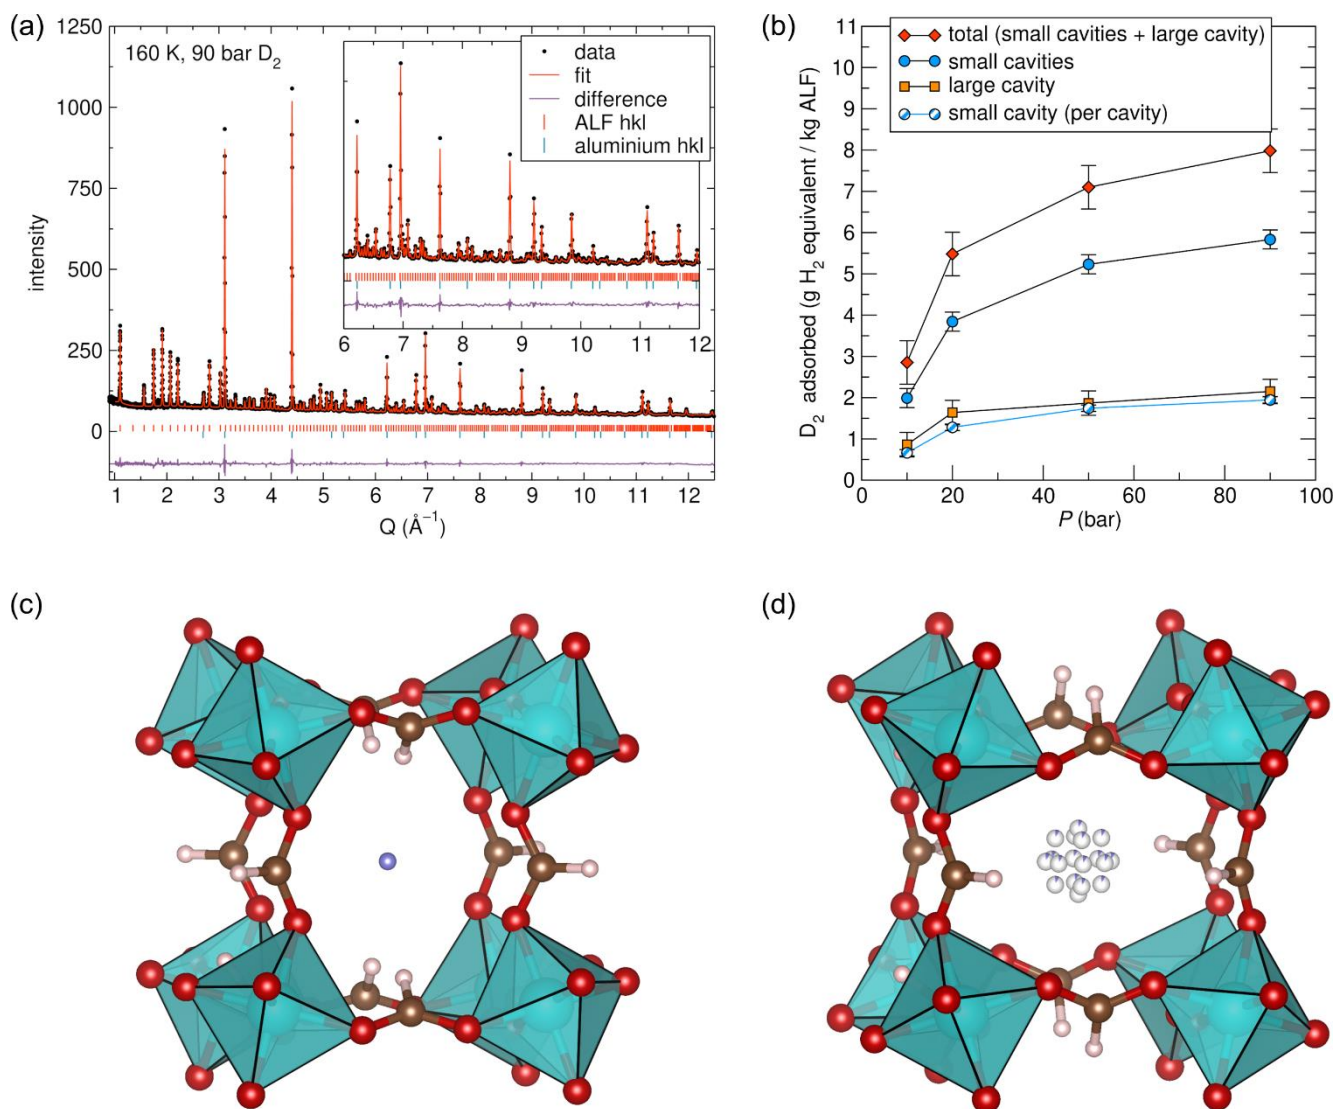 (a)
160 K, 90 bar D2
data
fit
difference
ALF hkl
aluminium hkl
1250
1000
750
500
250
0
intensity
6 7 8 9 10 11 12
1 2 3 4 5 6 7 8 9 10 11 12
Q (Å⁻¹)
(b)
total (small cavities + large cavity)
small cavities
large cavity
small cavity (per cavity)
11
10
9
8
7
6
5
4
3
2
1
0
D2 adsorbed (g H2 equivalent / kg ALF)
0 20 40 60 80 100
P (bar)
(c)
(d)